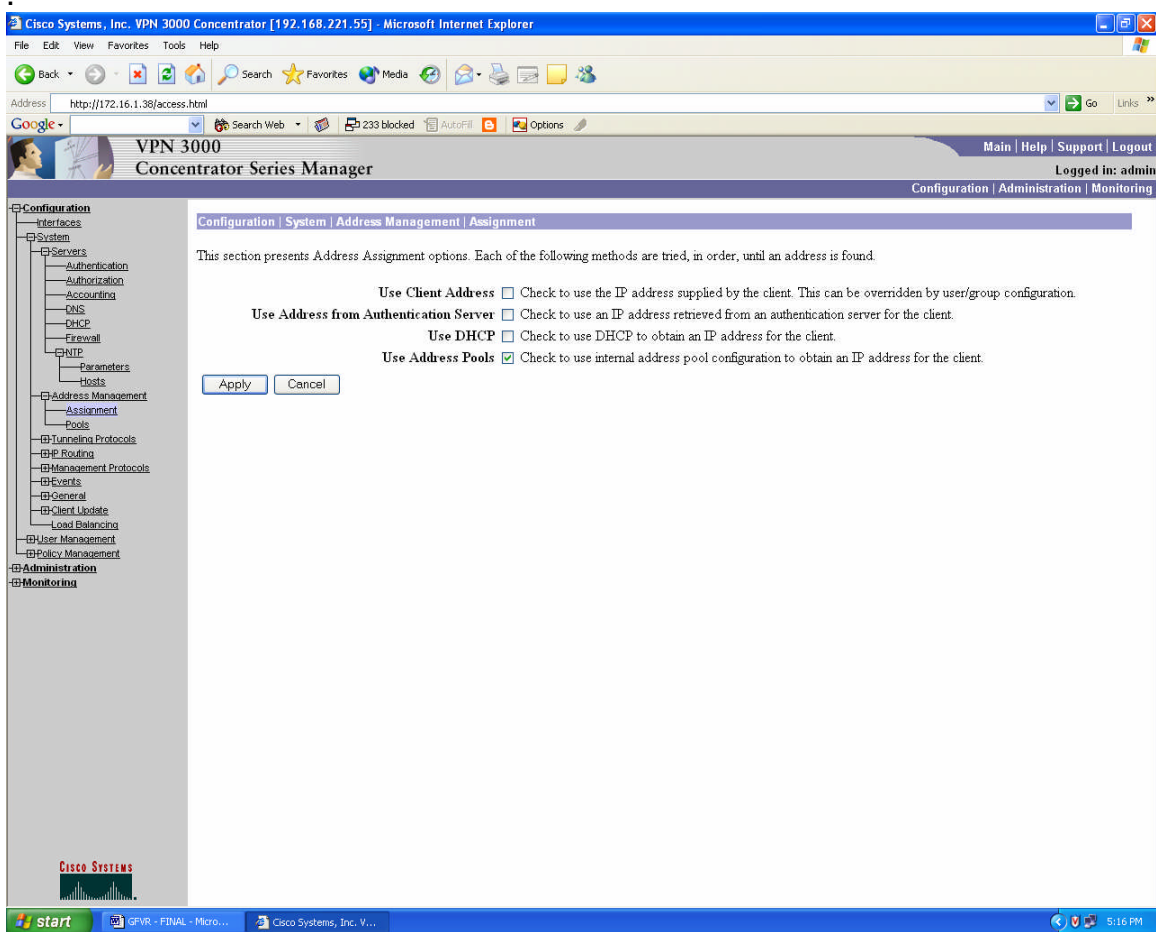 .
Cisco Systems, Inc. VPN 3000 Concentrator [192.168.221.55] - Microsoft Internet Explorer
File Edit View Favorites Tools Help
Back Search Favorites Media
Address http://172.16.1.38/access.html Go Links »
Google Search Web 233 blocked AutoFill Options
VPN 3000
Concentrator Series Manager
Main | Help | Support | Logout
Logged in: admin
Configuration | Administration | Monitoring
Configuration
Interfaces
System
Servers
Authentication
Authorization
Accounting
DNS
DHCP
Firewall
NTP
Parameters
Hosts
Address Management
Assignment
Pools
Tunneling Protocols
IP Routing
Management Protocols
Events
General
Client Update
Load Balancing
User Management
Policy Management
Administration
Monitoring
Configuration | System | Address Management | Assignment
This section presents Address Assignment options. Each of the following methods are tried, in order, until an address is found.
Use Client Address Check to use the IP address supplied by the client. This can be overridden by user/group configuration.
Use Address from Authentication Server Check to use an IP address retrieved from an authentication server for the client.
Use DHCP Check to use DHCP to obtain an IP address for the client.
Use Address Pools Check to use internal address pool configuration to obtain an IP address for the client.
Apply Cancel
CISCO SYSTEMS
start GFVR - FINAL - Micro... Cisco Systems, Inc. V... 5:16 PM